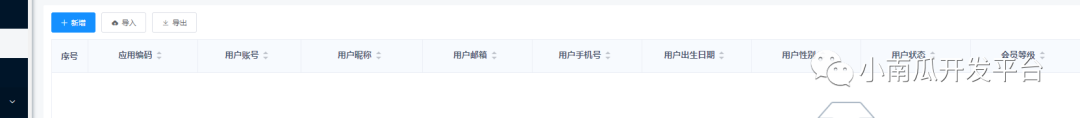 新增 导入 导出
序号 应用编码 用户账号 用户昵称 用户邮箱 用户手机号 用户出生日期 用户性别 用户状态 会员等级
小南瓜开发平台